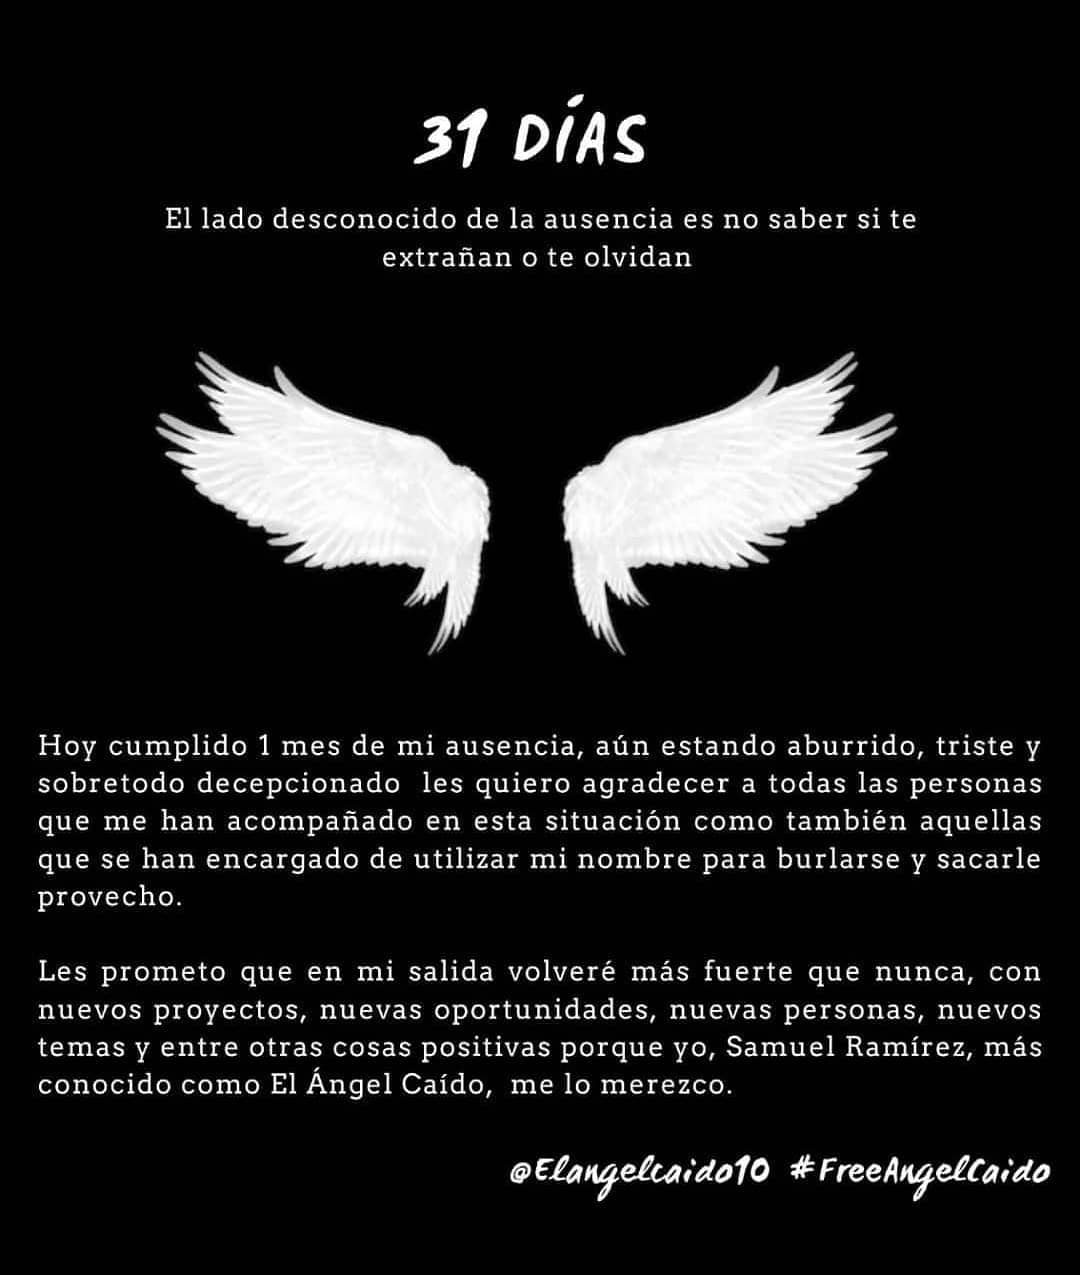 31 DÍAS
El lado desconocido de la ausencia es no saber si te
extrañan o te olvidan
Hoy cumplido 1 mes de mi ausencia, aún estando aburrido, triste y
sobretodo decepcionado les quiero agradecer a todas las personas
que me han acompañado en esta situación como también aquellas
que se han encargado de utilizar mi nombre para burlarse y sacarle
provecho.
Les prometo que en mi salida volveré más fuerte que nunca, con
nuevos proyectos, nuevas oportunidades, nuevas personas, nuevos
temas y entre otras cosas positivas porque yo, Samuel Ramírez, más
conocido como El Ángel Caído, me lo merezco.
@Elangelcaido10 #FreeAngelCaido